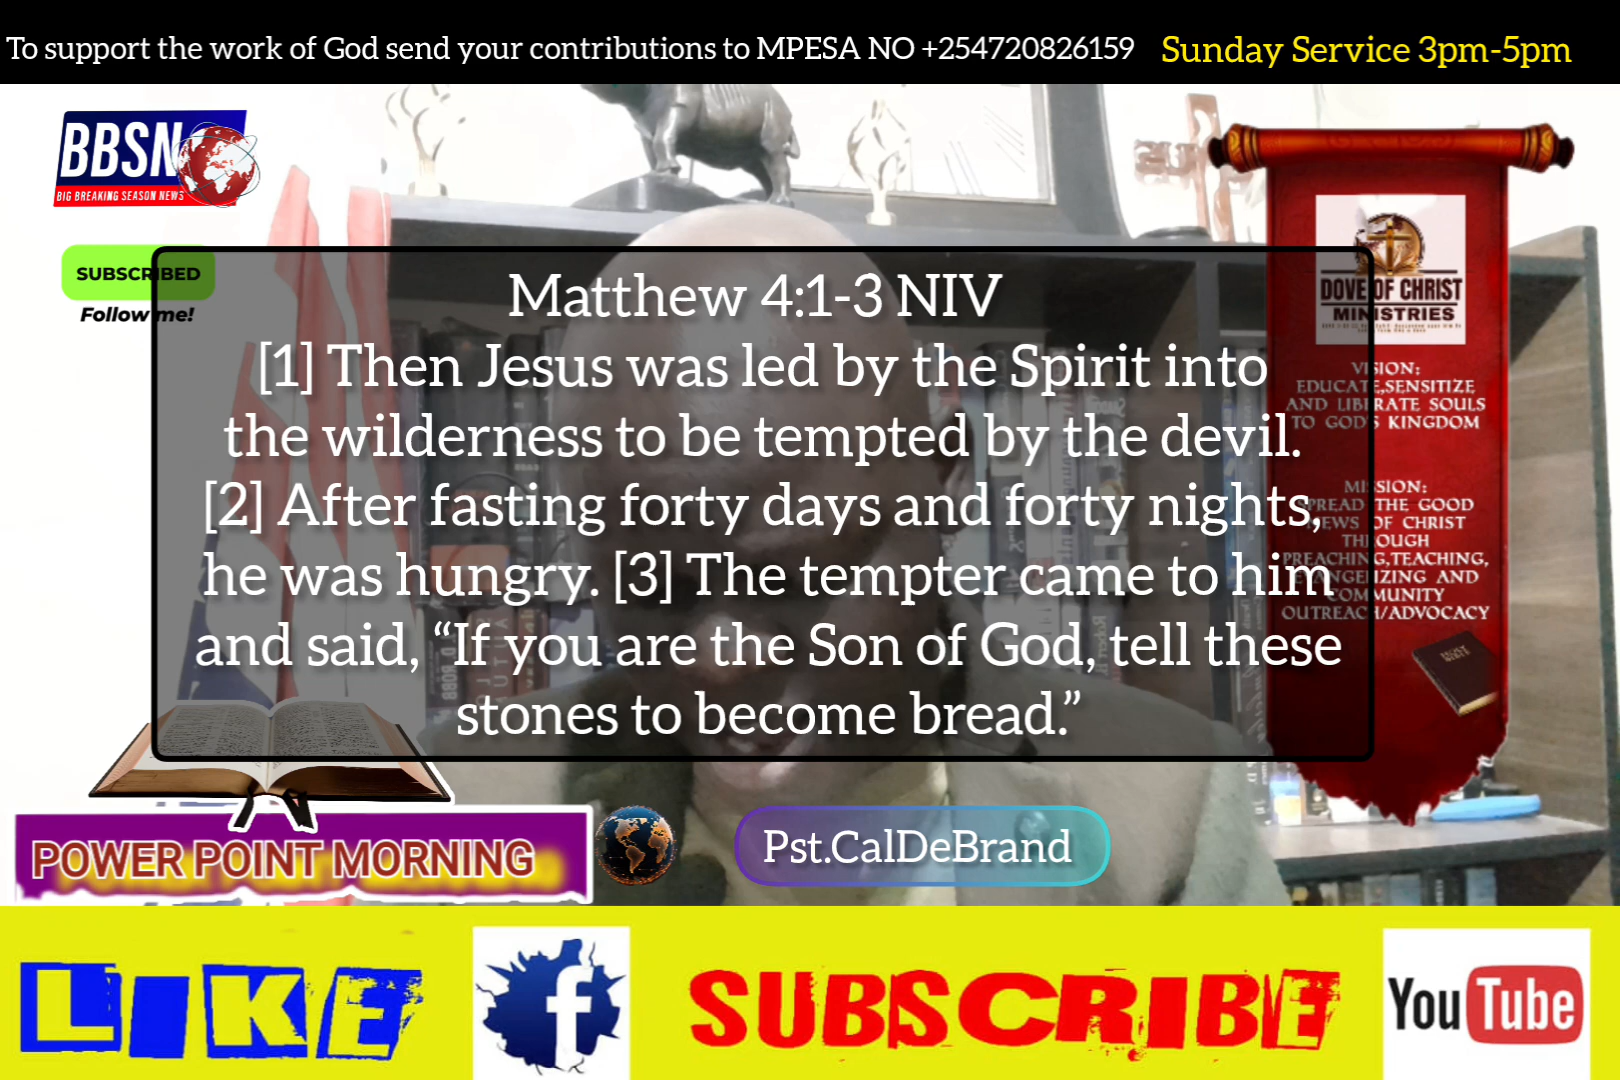 To support the work of God send your contributions to MPESA NO +254720826159 Sunday Service 3pm-5pm
BBSN
BIG BREAKING SEASON NEWS
SUBSCRIBED
Follow me!
Matthew 4:1-3 NIV
[1] Then Jesus was led by the Spirit into
the wilderness to be tempted by the devil.
[2] After fasting forty days and forty nights,
he was hungry. [3] The tempter came to him
and said, “If you are the Son of God, tell these
stones to become bread.”
DOVE OF CHRIST
MINISTRIES
VISION:
EDUCATE,SENSITIZE
AND LIBERATE SOULS
TO GOD'S KINGDOM
MISSION:
SPREAD THE GOOD
NEWS OF CHRIST
THROUGH
PREACHING,TEACHING,
EVANGELIZING AND
COMMUNITY
OUTREACH/ADVOCACY
POWER POINT MORNING
Pst.CalDeBrand
LIKE
f
SUBSCRIBE
YouTube